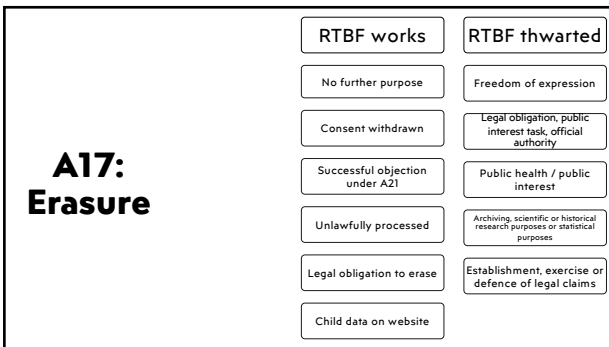 A17:
Erasure
RTBF works
No further purpose
Consent withdrawn
Successful objection
under A21
Unlawfully processed
Legal obligation to erase
Child data on website
RTBF thwarted
Freedom of expression
Legal obligation, public
interest task, official
authority
Public health / public
interest
Archiving, scientific or historical
research purposes or statistical
purposes
Establishment, exercise or
defence of legal claims